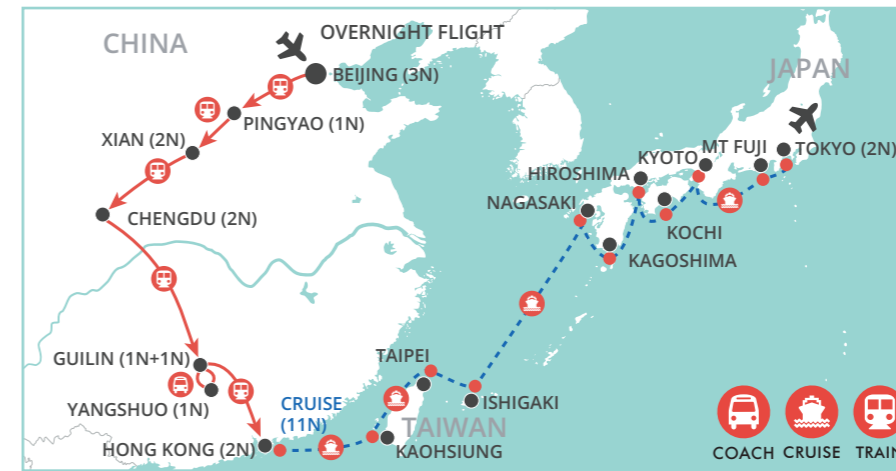 CHINA
OVERNIGHT FLIGHT
BEIJING (3N)
PINGYAO (1N)
XIAN (2N)
CHENGDU (2N)
GUILIN (1N+1N)
YANGSHUO (1N)
HONG KONG (2N)
CRUISE
(11N)
TAIPEI
TAIWAN
KAOHSIUNG
ISHIGAKI
NAGASAKI
HIROSHIMA
KAGOSHIMA
KOCHI
KYOTO
MT FUJI
TOKYO (2N)
JAPAN
COACH
CRUISE
TRAIN